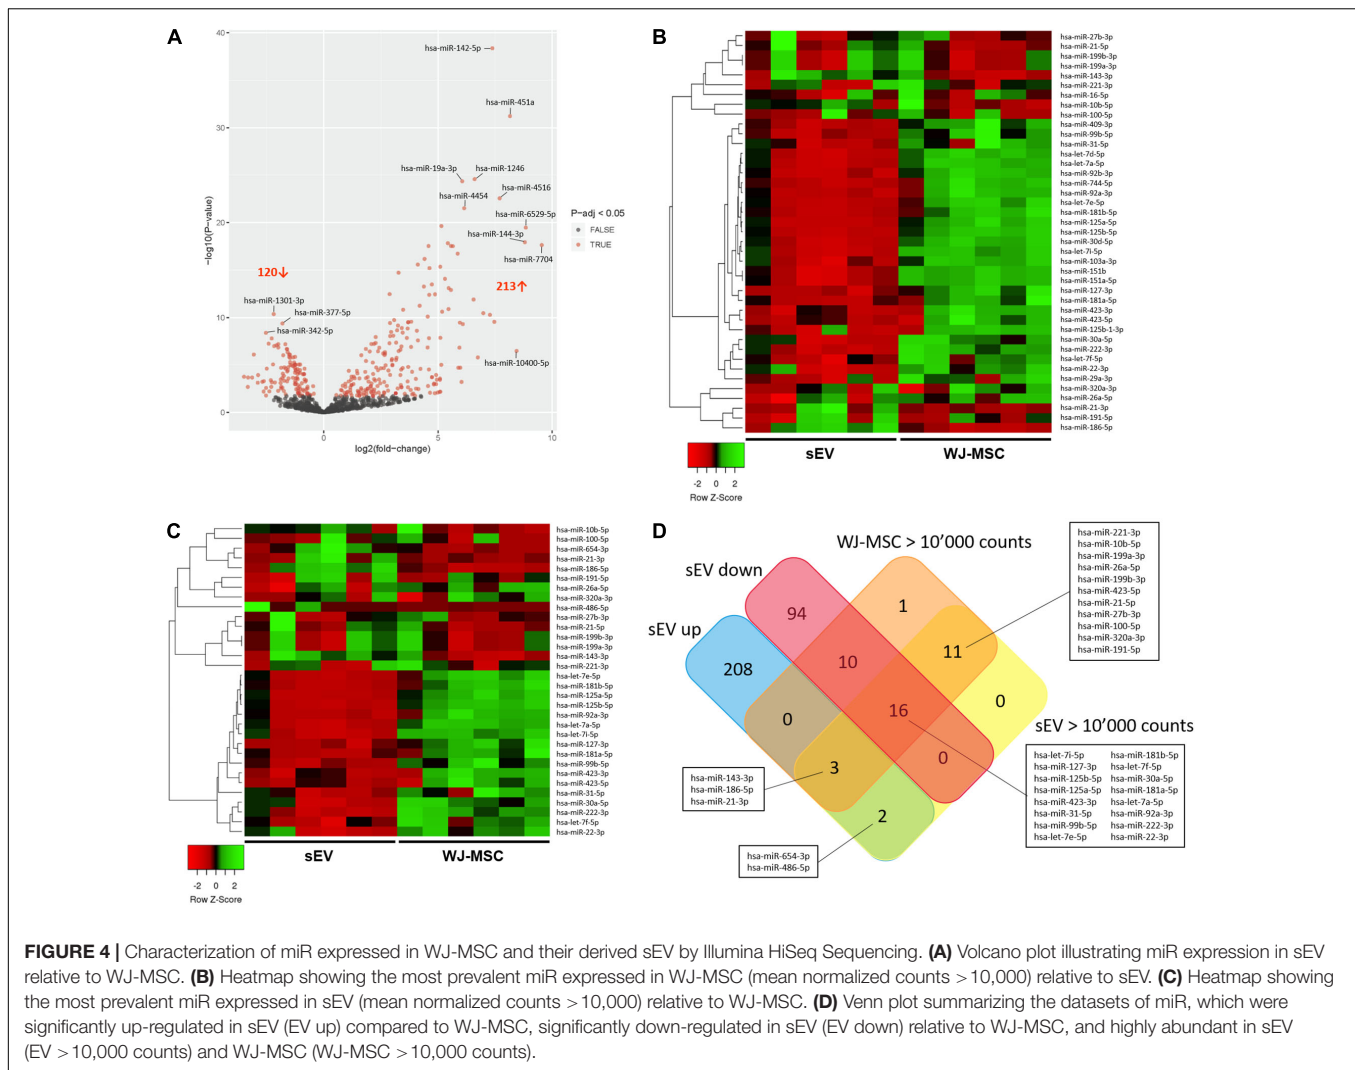 A
40
30
20
10
0
−log10(P−value)
0
5
10
log2(fold−change)
hsa−miR−142−5p
hsa−miR−451a
hsa−miR−19a−3p
hsa−miR−1246
hsa−miR−4516
hsa−miR−4454
hsa−miR−6529−5p
hsa−miR−144−3p
hsa−miR−7704
120↓
213↑
hsa−miR−1301−3p
hsa−miR−377−5p
hsa−miR−342−5p
hsa−miR−10400−5p
P−adj < 0.05
FALSE
TRUE
B
hsa-miR-27b-3p
hsa-miR-21-5p
hsa-miR-199b-3p
hsa-miR-199a-3p
hsa-miR-143-3p
hsa-miR-221-3p
hsa-miR-16-5p
hsa-miR-10b-5p
hsa-miR-100-5p
hsa-miR-409-3p
hsa-miR-99b-5p
hsa-miR-31-5p
hsa-let-7d-5p
hsa-let-7a-5p
hsa-miR-92b-3p
hsa-miR-744-5p
hsa-miR-92a-3p
hsa-let-7e-5p
hsa-miR-181b-5p
hsa-miR-125a-5p
hsa-miR-125b-5p
hsa-miR-30d-5p
hsa-let-7i-5p
hsa-miR-103a-3p
hsa-miR-151b
hsa-miR-151a-5p
hsa-miR-127-3p
hsa-miR-181a-5p
hsa-miR-423-3p
hsa-miR-423-5p
hsa-miR-125b-1-3p
hsa-miR-30a-5p
hsa-miR-222-3p
hsa-let-7f-5p
hsa-miR-22-3p
hsa-miR-29a-3p
hsa-miR-320a-3p
hsa-miR-26a-5p
hsa-miR-21-3p
hsa-miR-191-5p
hsa-miR-186-5p
sEV
WJ-MSC
-2 0 2
Row Z-Score
C
hsa-miR-10b-5p
hsa-miR-100-5p
hsa-miR-654-3p
hsa-miR-21-3p
hsa-miR-186-5p
hsa-miR-191-5p
hsa-miR-26a-5p
hsa-miR-320a-3p
hsa-miR-486-5p
hsa-miR-27b-3p
hsa-miR-21-5p
hsa-miR-199b-3p
hsa-miR-199a-3p
hsa-miR-143-3p
hsa-miR-221-3p
hsa-let-7e-5p
hsa-miR-181b-5p
hsa-miR-125a-5p
hsa-miR-125b-5p
hsa-miR-92a-3p
hsa-let-7a-5p
hsa-let-7i-5p
hsa-miR-127-3p
hsa-miR-181a-5p
hsa-miR-99b-5p
hsa-miR-423-3p
hsa-miR-423-5p
hsa-miR-31-5p
hsa-miR-30a-5p
hsa-miR-222-3p
hsa-let-7f-5p
hsa-miR-22-3p
sEV
WJ-MSC
-2 0 2
Row Z-Score
D
WJ-MSC > 10'000 counts
sEV down
sEV up
sEV > 10'000 counts
94
1
208
10
11
0
0
16
3
0
2
hsa-miR-221-3p
hsa-miR-10b-5p
hsa-miR-199a-3p
hsa-miR-26a-5p
hsa-miR-199b-3p
hsa-miR-423-5p
hsa-miR-21-5p
hsa-miR-27b-3p
hsa-miR-100-5p
hsa-miR-320a-3p
hsa-miR-191-5p
hsa-let-7i-5p hsa-miR-181b-5p
hsa-miR-127-3p hsa-let-7f-5p
hsa-miR-125b-5p hsa-miR-30a-5p
hsa-miR-125a-5p hsa-miR-181a-5p
hsa-miR-423-3p hsa-let-7a-5p
hsa-miR-31-5p hsa-miR-92a-3p
hsa-miR-99b-5p hsa-miR-222-3p
hsa-let-7e-5p hsa-miR-22-3p
hsa-miR-143-3p
hsa-miR-186-5p
hsa-miR-21-3p
hsa-miR-654-3p
hsa-miR-486-5p
FIGURE 4 | Characterization of miR expressed in WJ-MSC and their derived sEV by Illumina HiSeq Sequencing. (A) Volcano plot illustrating miR expression in sEV
relative to WJ-MSC. (B) Heatmap showing the most prevalent miR expressed in WJ-MSC (mean normalized counts >10,000) relative to sEV. (C) Heatmap showing
the most prevalent miR expressed in sEV (mean normalized counts >10,000) relative to WJ-MSC. (D) Venn plot summarizing the datasets of miR, which were
significantly up-regulated in sEV (EV up) compared to WJ-MSC, significantly down-regulated in sEV (EV down) relative to WJ-MSC, and highly abundant in sEV
(EV >10,000 counts) and WJ-MSC (WJ-MSC >10,000 counts).